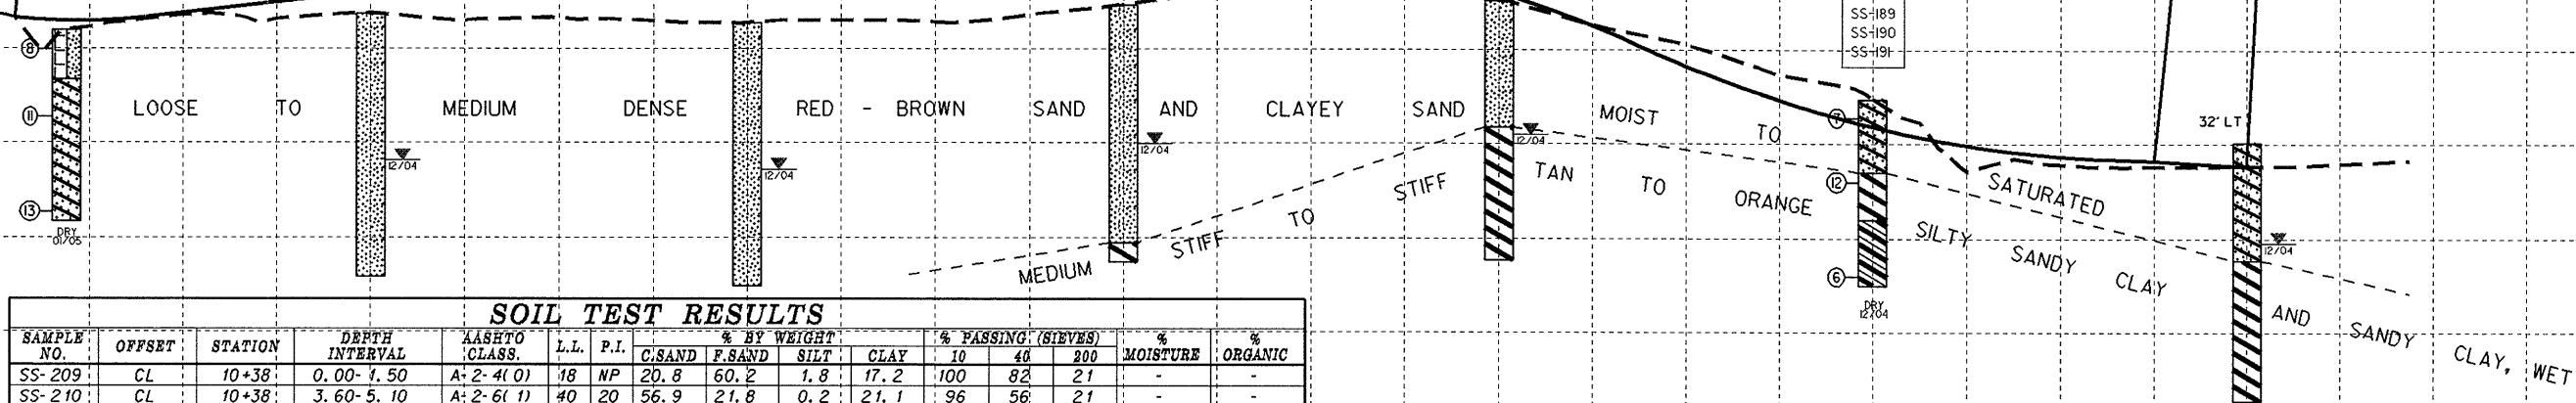 SS-189
SS-190
SS-191
8
11
13
DRY
01/05
LOOSE TO MEDIUM DENSE RED - BROWN SAND AND CLAYEY SAND MOIST TO SATURATED
12/04
12/04
12/04
12/04
7
12
6
DRY
12/04
32' LT
12/04
MEDIUM STIFF TO STIFF TAN TO ORANGE SILTY SANDY CLAY AND SANDY CLAY, WET
SOIL TEST RESULTS
SAMPLE NO. OFFSET STATION DEPTH INTERVAL AASHTO CLASS. L.L. P.I. % BY WEIGHT % PASSING (SIEVES) % MOISTURE % ORGANIC
C.SAND F.SAND SILT CLAY 10 40 200
SS-209 CL 10+38 0.00-1.50 A-2-4(0) 18 NP 20.8 60.2 1.8 17.2 100 82 21 - -
SS-210 CL 10+38 3.60-5.10 A-2-6(1) 40 20 56.9 21.8 0.2 21.1 96 56 21 - -